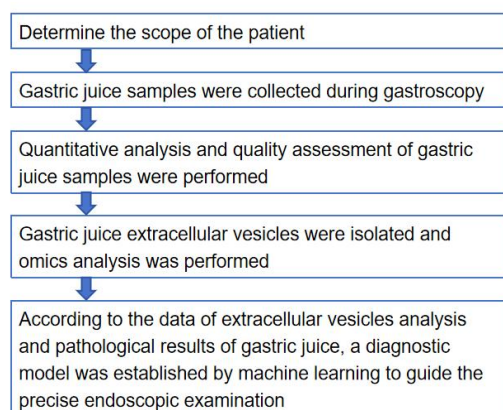 Determine the scope of the patient
Gastric juice samples were collected during gastroscopy
Quantitative analysis and quality assessment of gastric
juice samples were performed
Gastric juice extracellular vesicles were isolated and
omics analysis was performed
According to the data of extracellular vesicles analysis
and pathological results of gastric juice, a diagnostic
model was established by machine learning to guide the
precise endoscopic examination